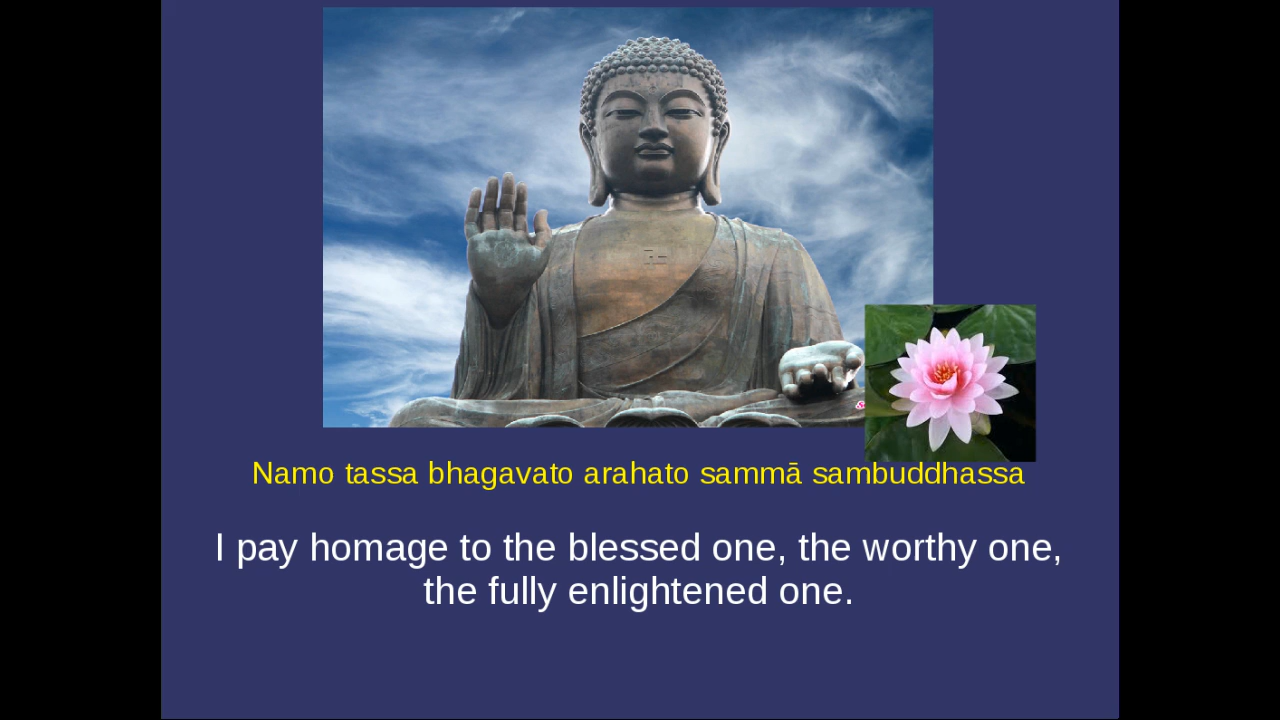 Namo tassa bhagavato arahato sammā sambuddhassa
I pay homage to the blessed one, the worthy one,
the fully enlightened one.